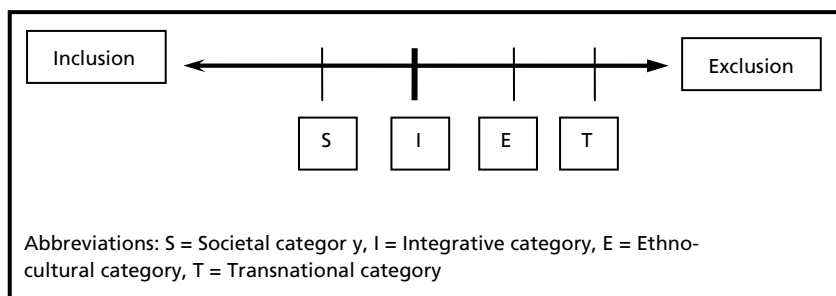 Inclusion
Exclusion
S
I
E
T
Abbreviations: S = Societal categor y, I = Integrative category, E = Ethno-
cultural category, T = Transnational category